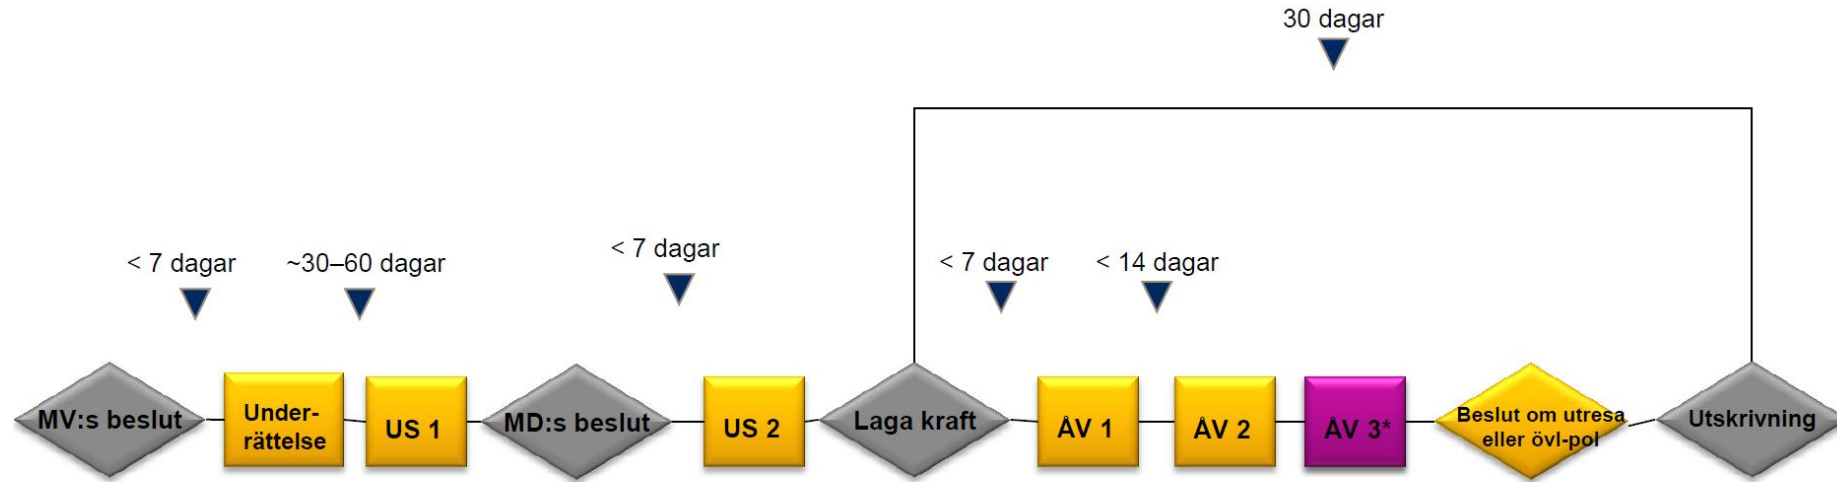 30 dagar
< 7 dagar
~30–60 dagar
< 7 dagar
< 7 dagar
< 14 dagar
MV:s beslut
Under-
rättelse
US 1
MD:s beslut
US 2
Laga kraft
ÅV 1
ÅV 2
ÅV 3*
Beslut om utresa
eller övl-pol
Utskrivning